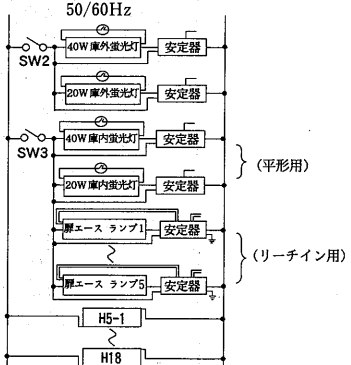 50/60Hz
SW2
40W庫外蛍光灯 安定器
20W庫外蛍光灯 安定器
SW3
40W庫内蛍光灯 安定器
(平形用)
20W庫内蛍光灯 安定器
扉エース ランプ1 安定器
(リーチイン用)
扉エース ランプ5 安定器
H5-1
H18